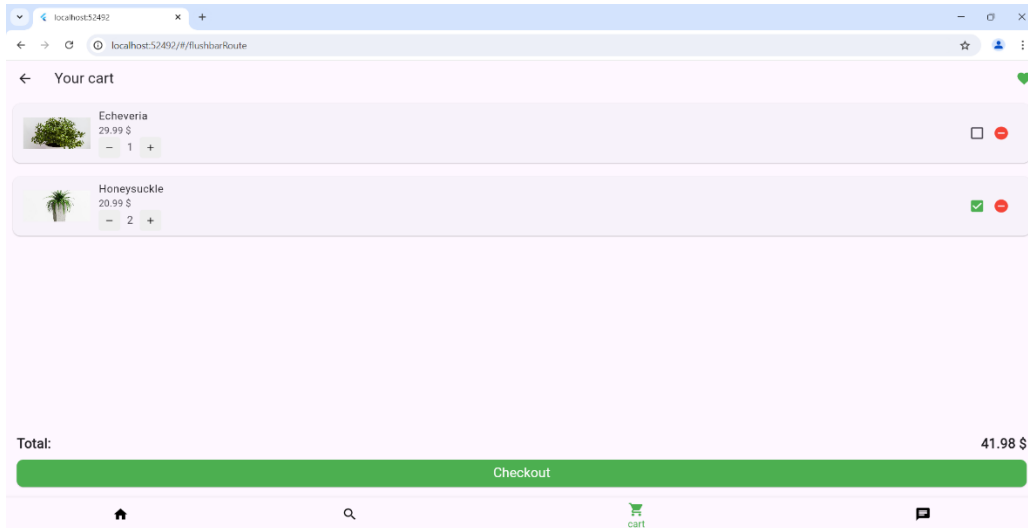 localhost:52492
localhost:52492/#/flushbarRoute
Your cart
Echeveria
29.99 $
− 1 +
Honeysuckle
20.99 $
− 2 +
Total: 41.98 $
Checkout
cart